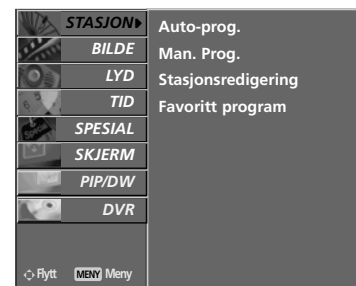 STASJON
BILDE
LYD
TID
SPESIAL
SKJERM
PIP/DW
DVR
Flytt MENY Meny
Auto-prog.
Man. Prog.
Stasjonsredigering
Favoritt program